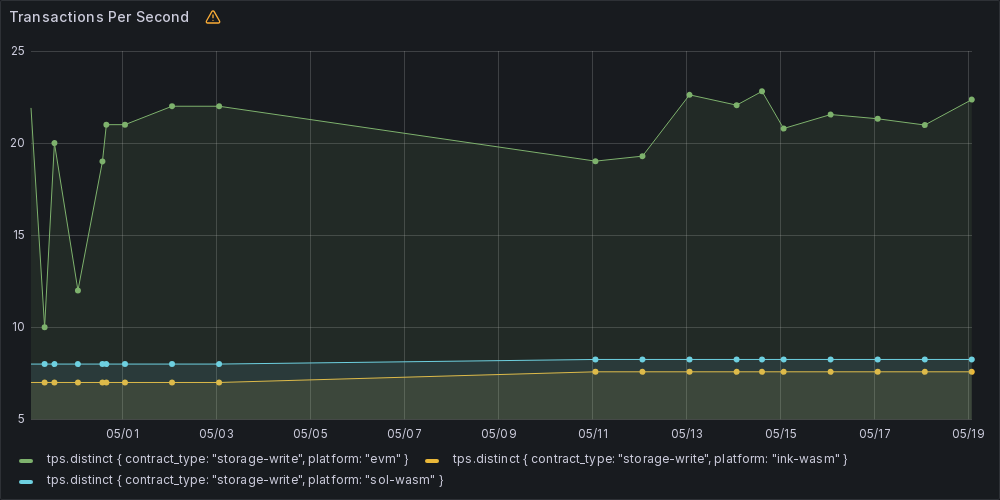 Transactions Per Second
25
20
15
10
5
05/01 05/03 05/05 05/07 05/09 05/11 05/13 05/15 05/17 05/19
tps.distinct { contract_type: "storage-write", platform: "evm" } tps.distinct { contract_type: "storage-write", platform: "ink-wasm" }
tps.distinct { contract_type: "storage-write", platform: "sol-wasm" }